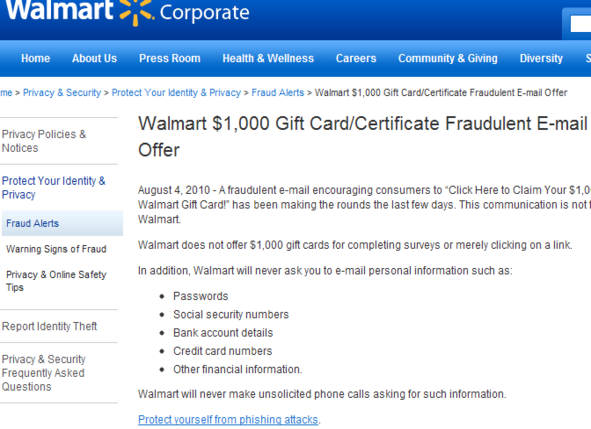 Walmart Corporate
Home About Us Press Room Health & Wellness Careers Community & Giving Diversity S
me > Privacy & Security > Protect Your Identity & Privacy > Fraud Alerts > Walmart $1,000 Gift Card/Certificate Fraudulent E-mail Offer
Privacy Policies &
Notices
Protect Your Identity &
Privacy
Fraud Alerts
Warning Signs of Fraud
Privacy & Online Safety
Tips
Report Identity Theft
Privacy & Security
Frequently Asked
Questions
Walmart $1,000 Gift Card/Certificate Fraudulent E-mail
Offer
August 4, 2010 - A fraudulent e-mail encouraging consumers to “Click Here to Claim Your $1,0
Walmart Gift Card!” has been making the rounds the last few days. This communication is not f
Walmart.
Walmart does not offer $1,000 gift cards for completing surveys or merely clicking on a link.
In addition, Walmart will never ask you to e-mail personal information such as:
• Passwords
• Social security numbers
• Bank account details
• Credit card numbers
• Other financial information.
Walmart will never make unsolicited phone calls asking for such information.
Protect yourself from phishing attacks.